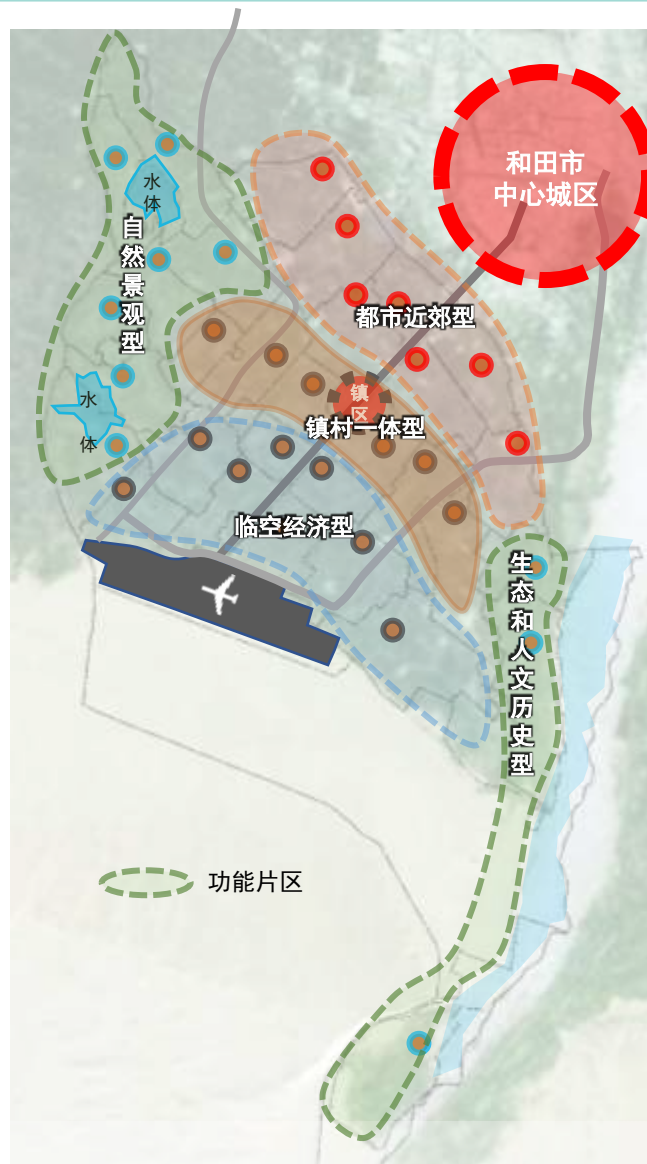 和田市
中心城区
水
体
自然景观型
都市近郊型
镇
区
水
体
镇村一体型
临空经济型
生态和人文历史型
功能片区